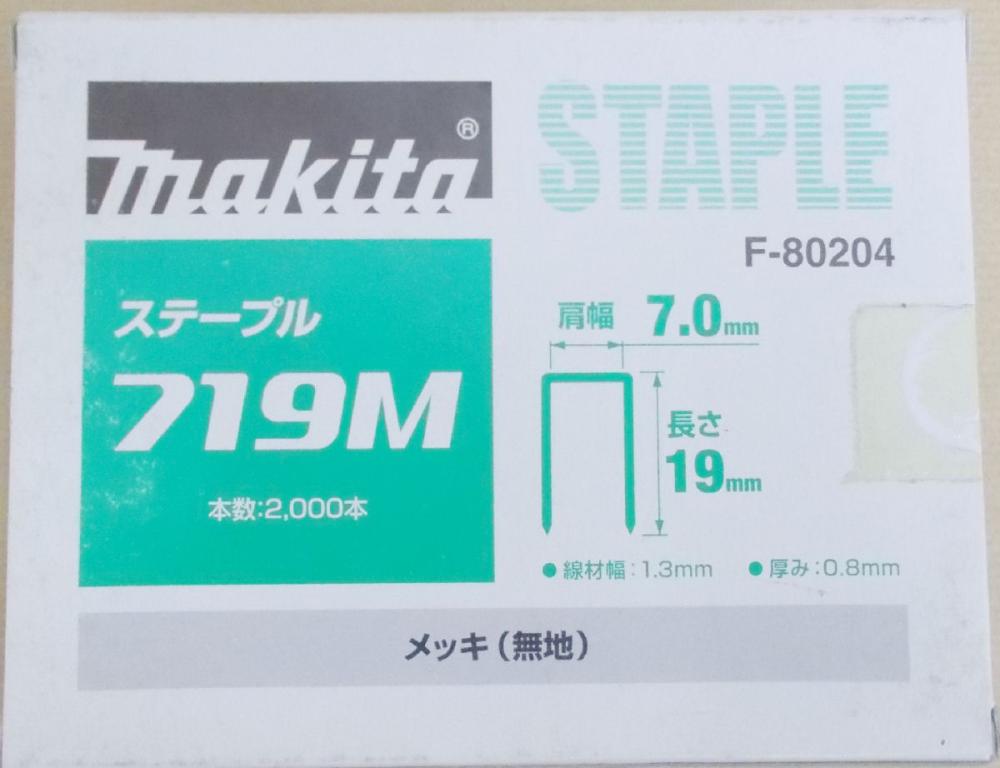 makita®
STAPLE
F-80204
ステープル
719M
本数:2,000本
肩幅 7.0mm
長さ
19mm
●線材幅:1.3mm ●厚み:0.8mm
メッキ(無地)